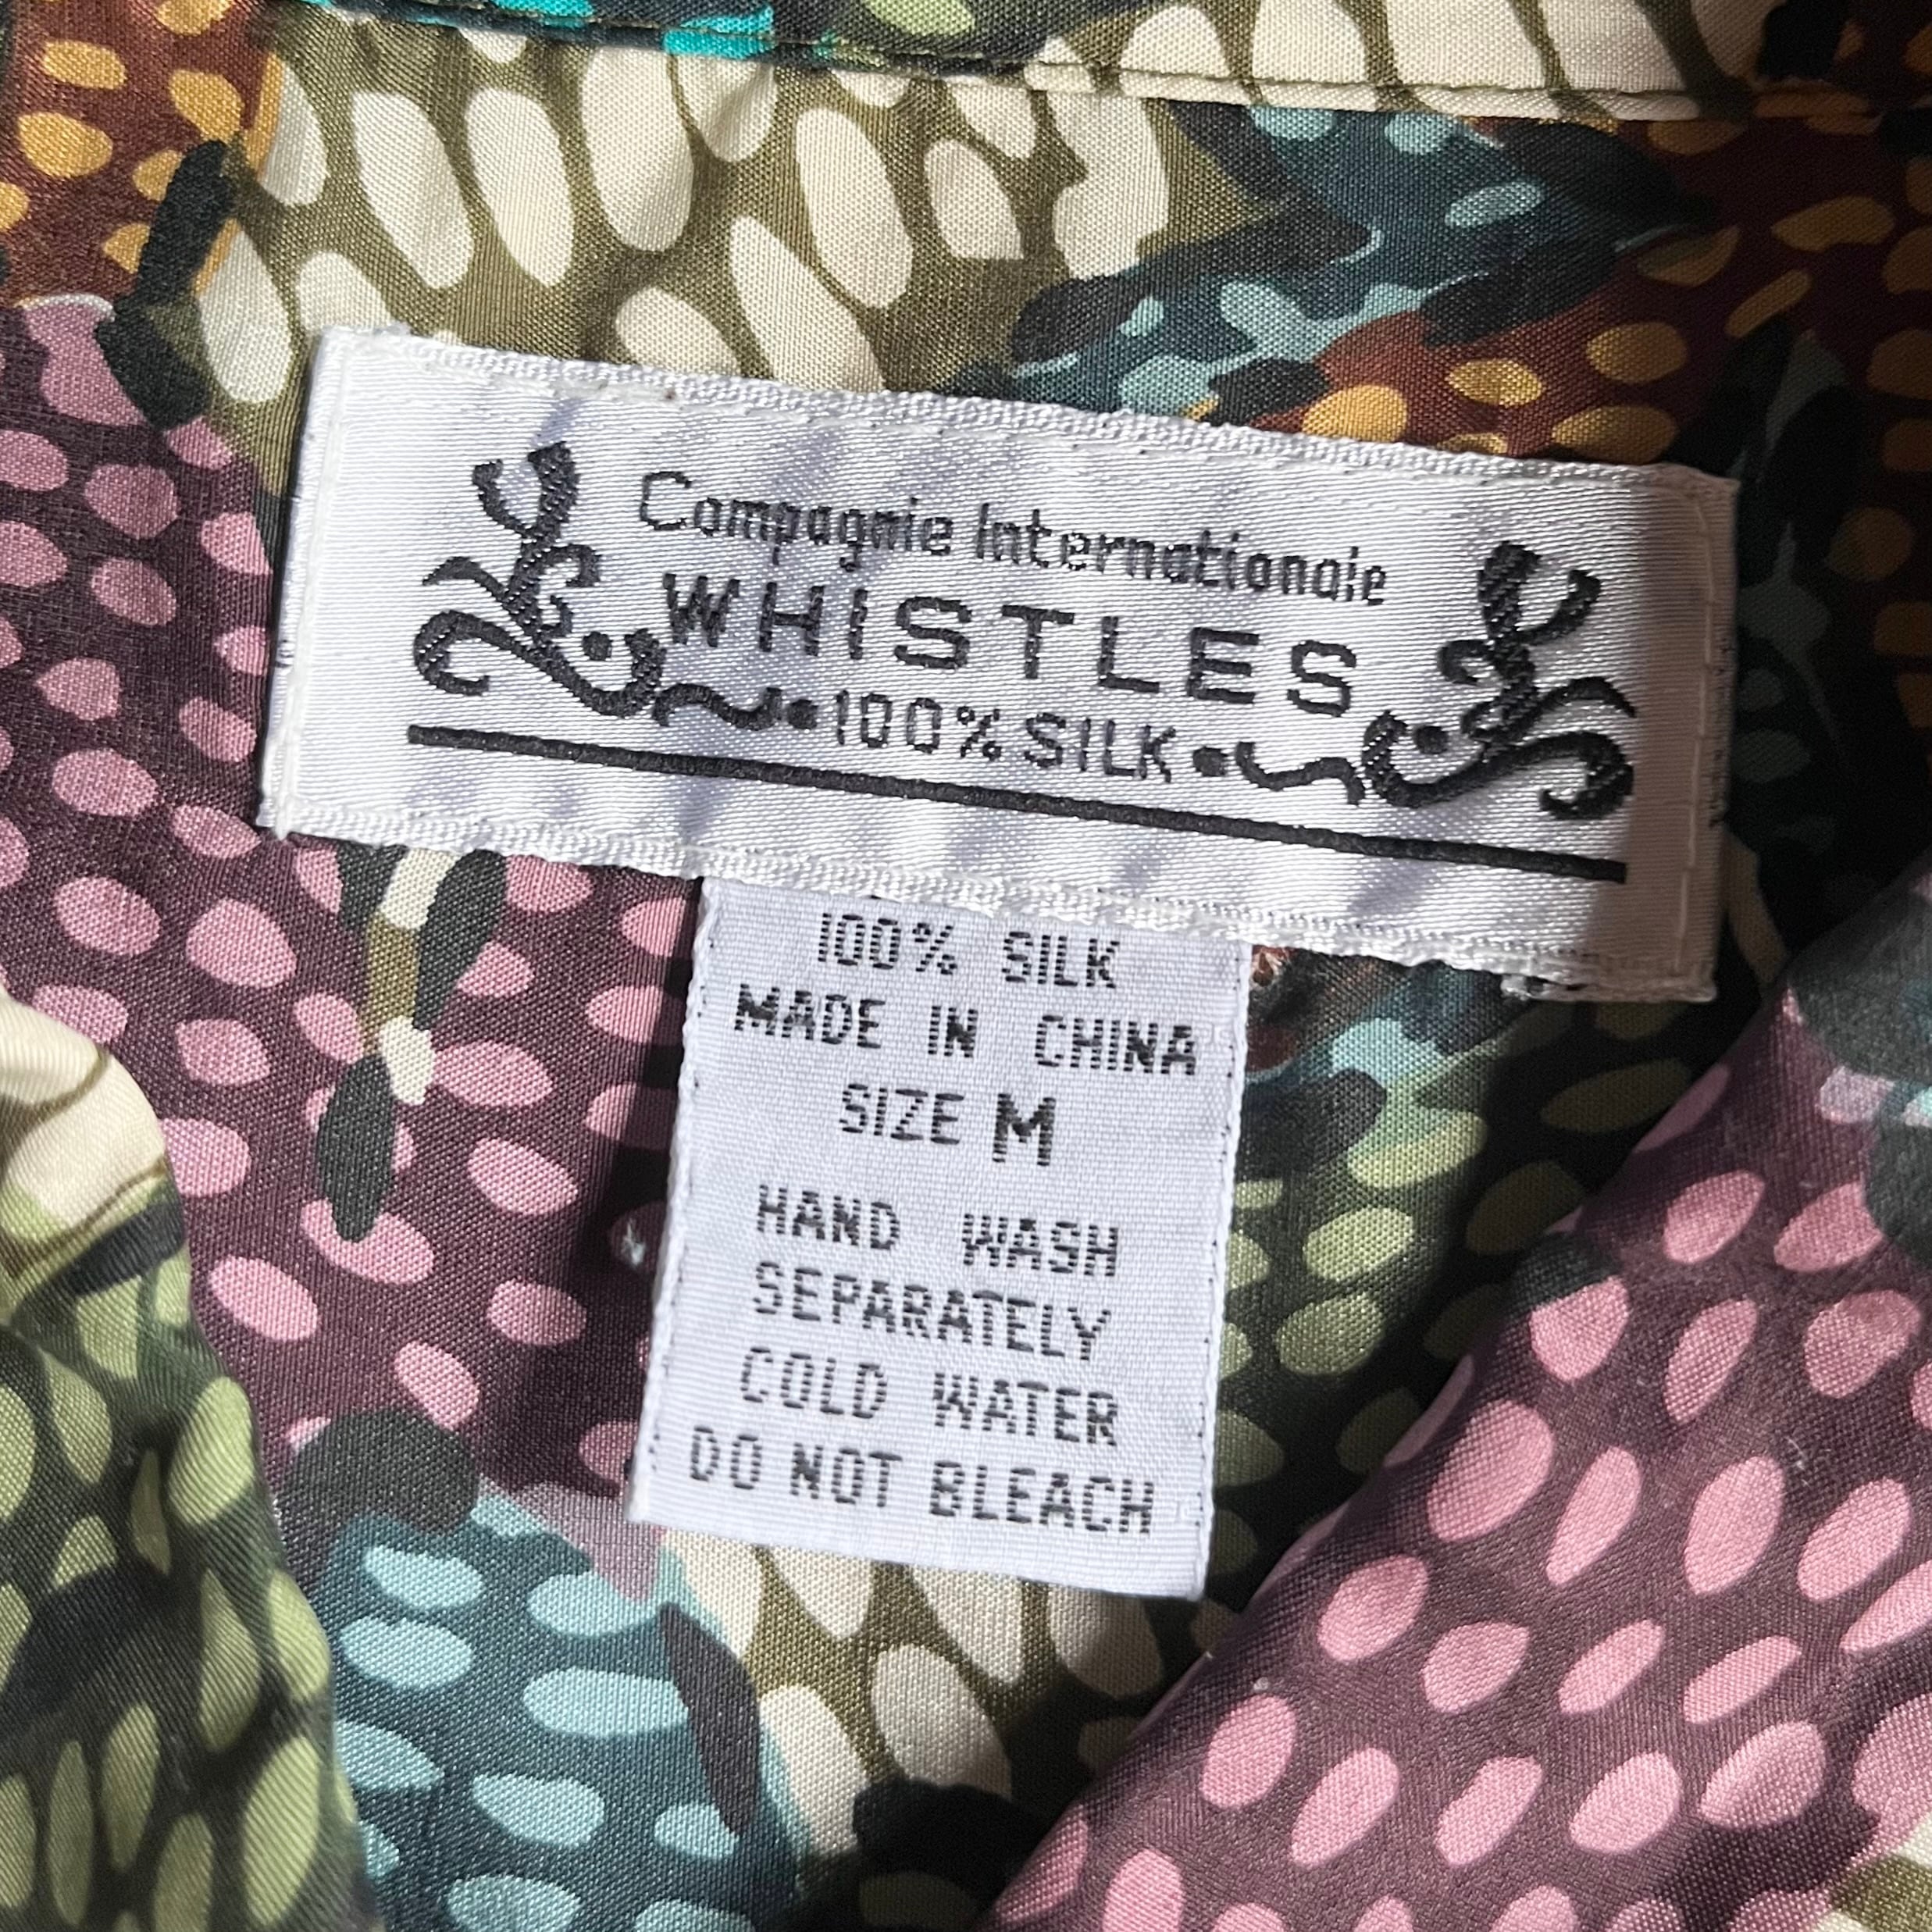 Compagnie Internationale
WHISTLES
100% SILK
100% SILK
MADE IN CHINA
SIZE M
HAND WASH
SEPARATELY
COLD WATER
DO NOT BLEACH